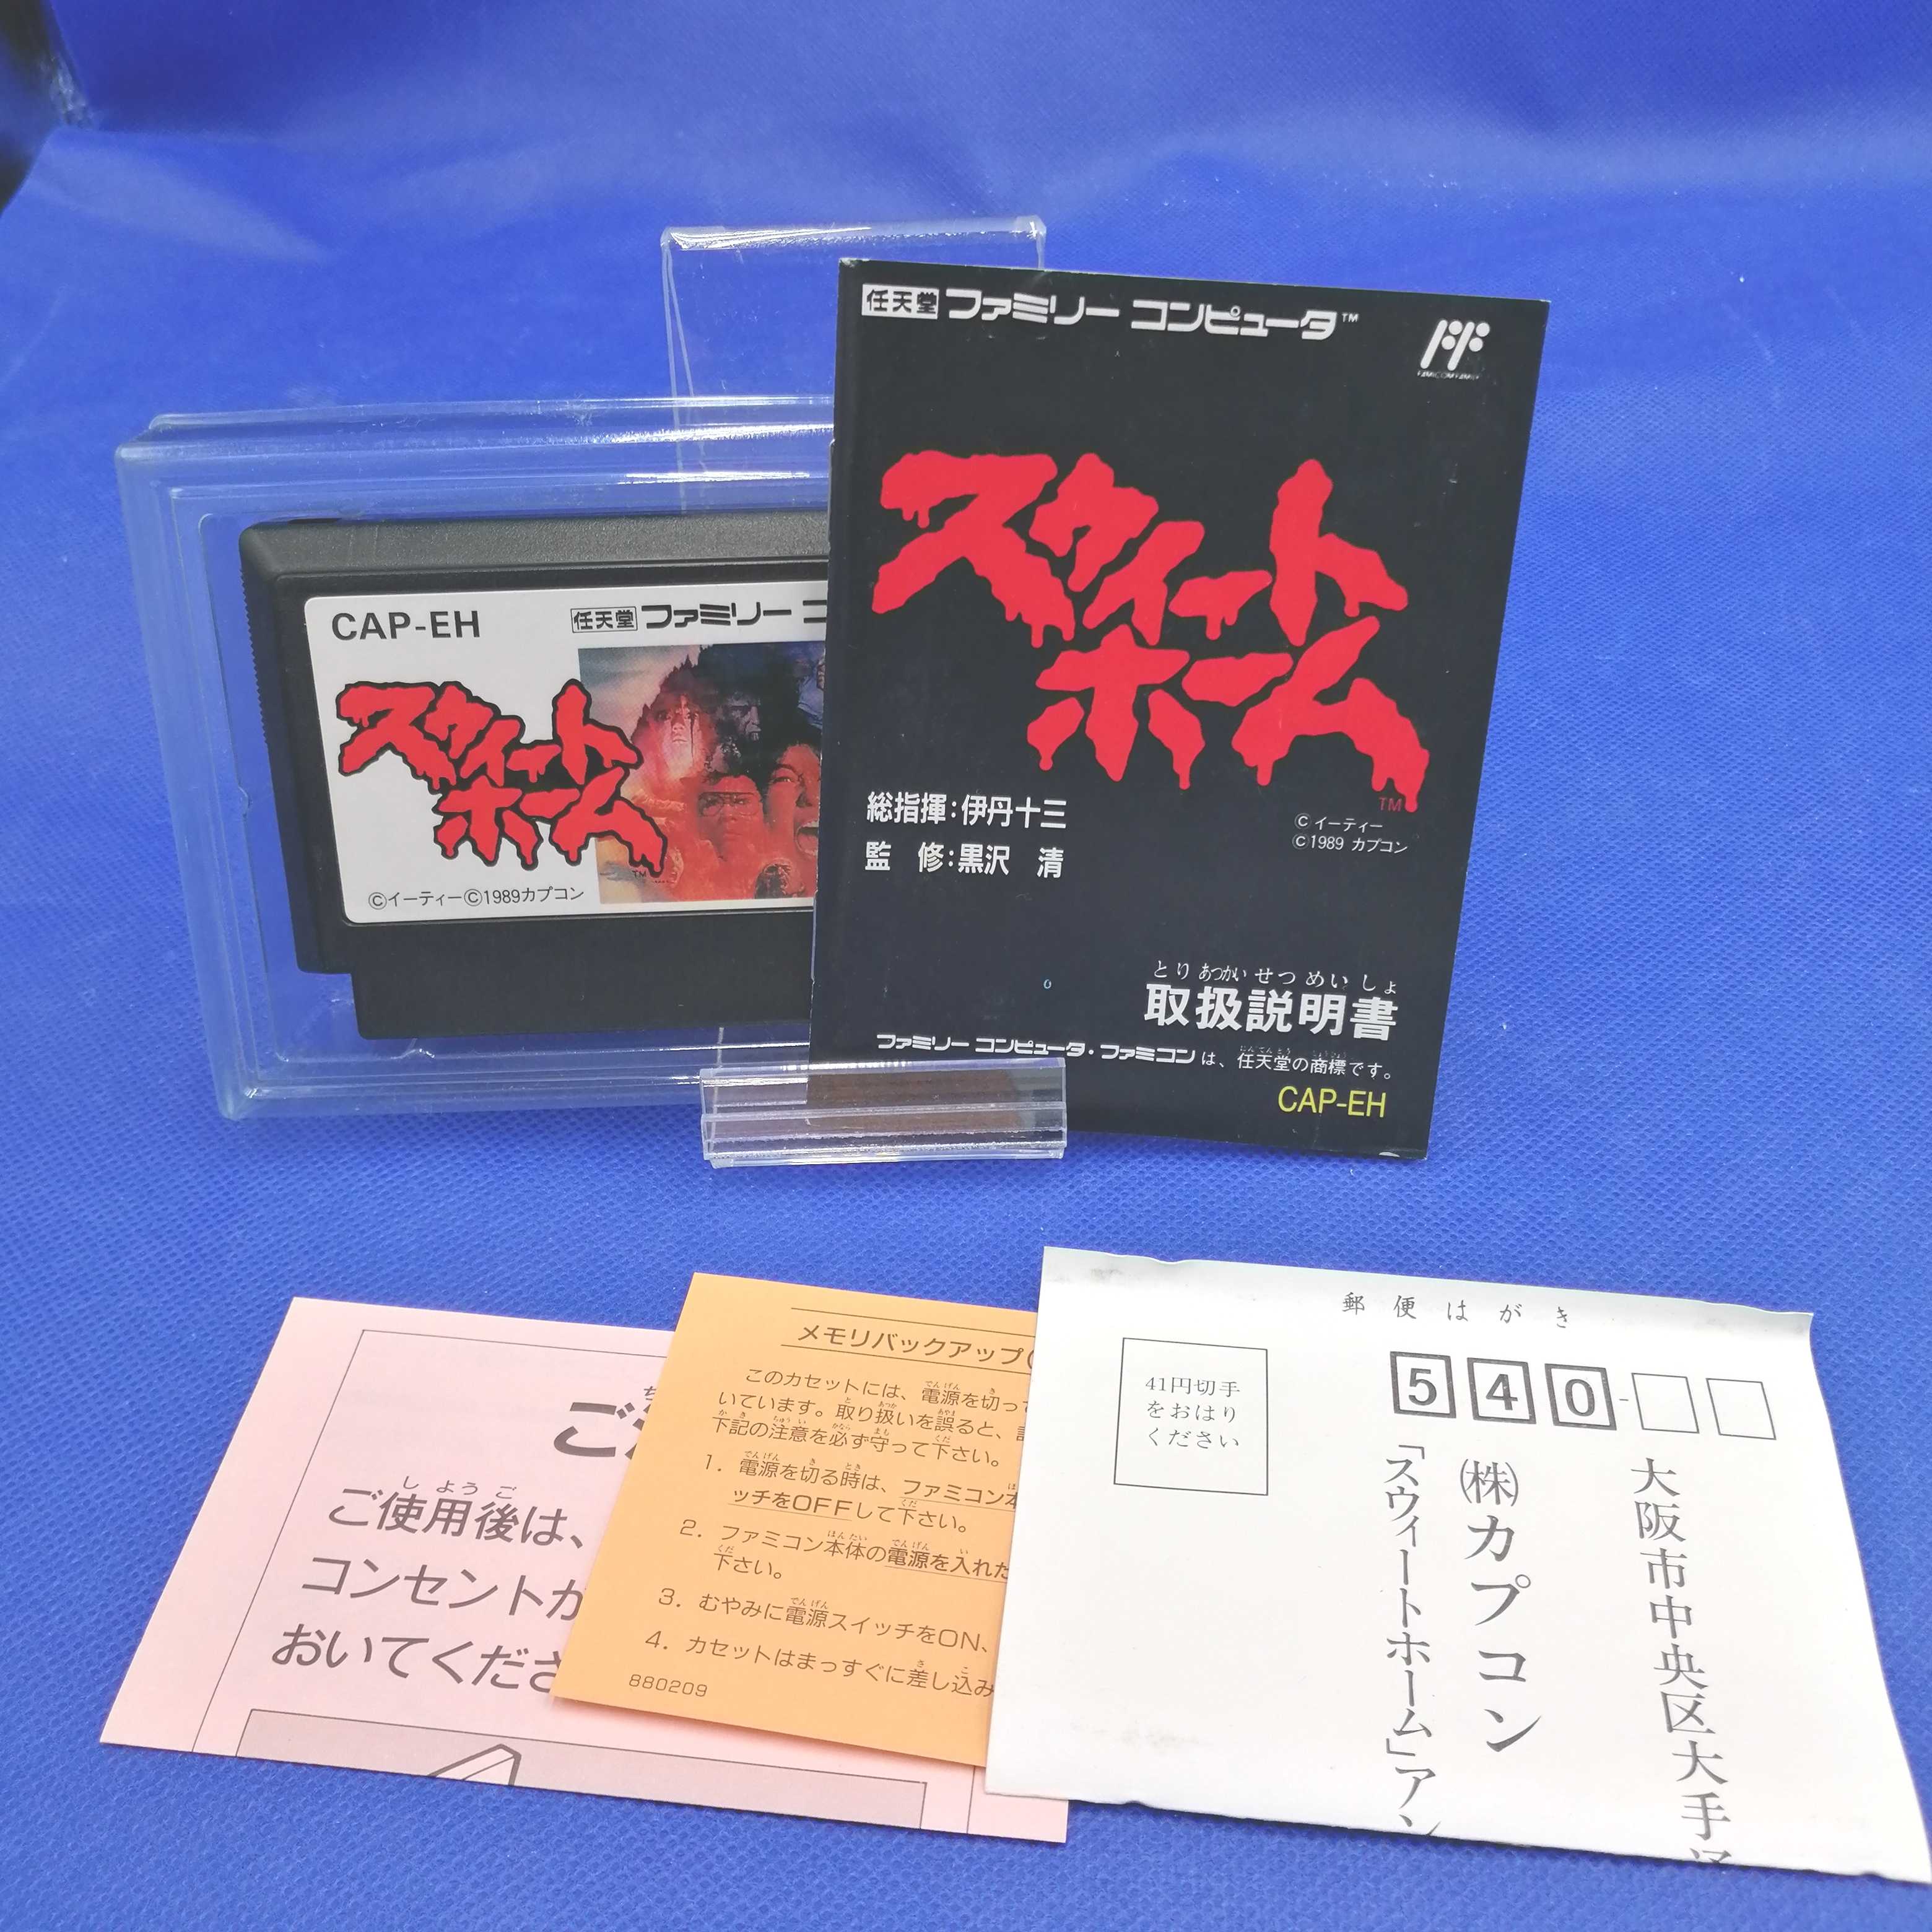 CAP-EH
任天堂 ファミリー コ
スウィート
ホーム
TM
©イーティー©1989カプコン
任天堂 ファミリー コンピュータ™
FAMICOM FAMILY
スウィート
ホーム
TM
総指揮:伊丹十三
監 修:黒沢 清
© イーティー
© 1989 カプコン
とり あつかい せつ めい しょ
取扱説明書
ファミリー コンピュータ・ファミコン は、任天堂の商標です。
CAP-EH
ご
しようご
ご使用後は、
コンセントか
おいてくださ
メモリバックアップ(
このカセットには、電源を切っ
いています。取り扱いを誤ると、
下記の注意を必ず守って下さい。
1. 電源を切る時は、ファミコン本
ッチをOFFして下さい。
2. ファミコン本体の電源を入れた
下さい。
3. むやみに電源スイッチをON、
4. カセットはまっすぐに差し込み
880209
郵便はがき
41円切手
をおはり
ください
540-
大阪市中央区大手
(株)カプコン
「スウィートホーム」アン